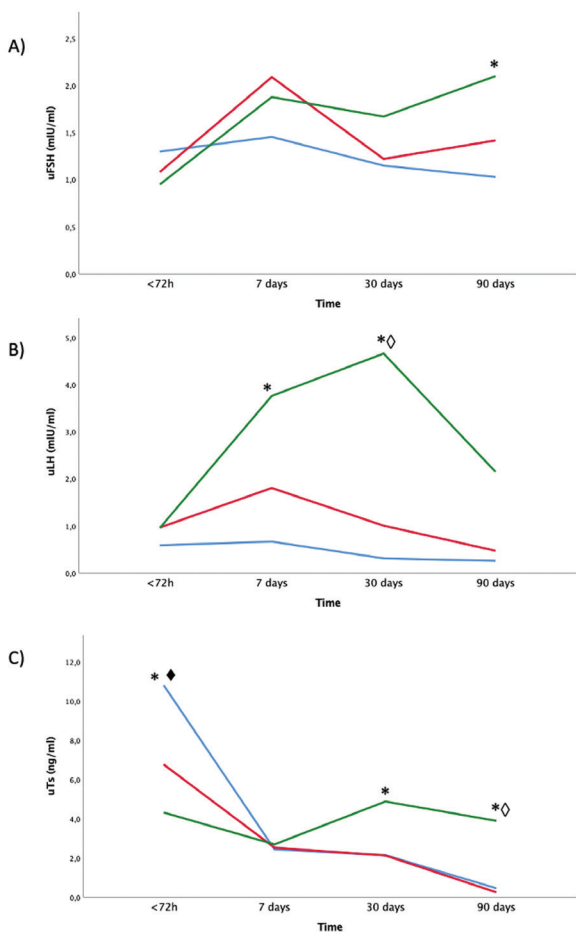 A)
uFSH (mIU/ml)
2,5
2,0
1,5
1,0
0,5
0,0
*
<72h 7 days 30 days 90 days
Time
B)
uLH (mIU/ml)
5,0
4,0
3,0
2,0
1,0
0,0
*
*◊
<72h 7 days 30 days 90 days
Time
C)
uTs (ng/ml)
12,0
10,0
8,0
6,0
4,0
2,0
0,0
* ♦
*
*◊
<72h 7 days 30 days 90 days
Time